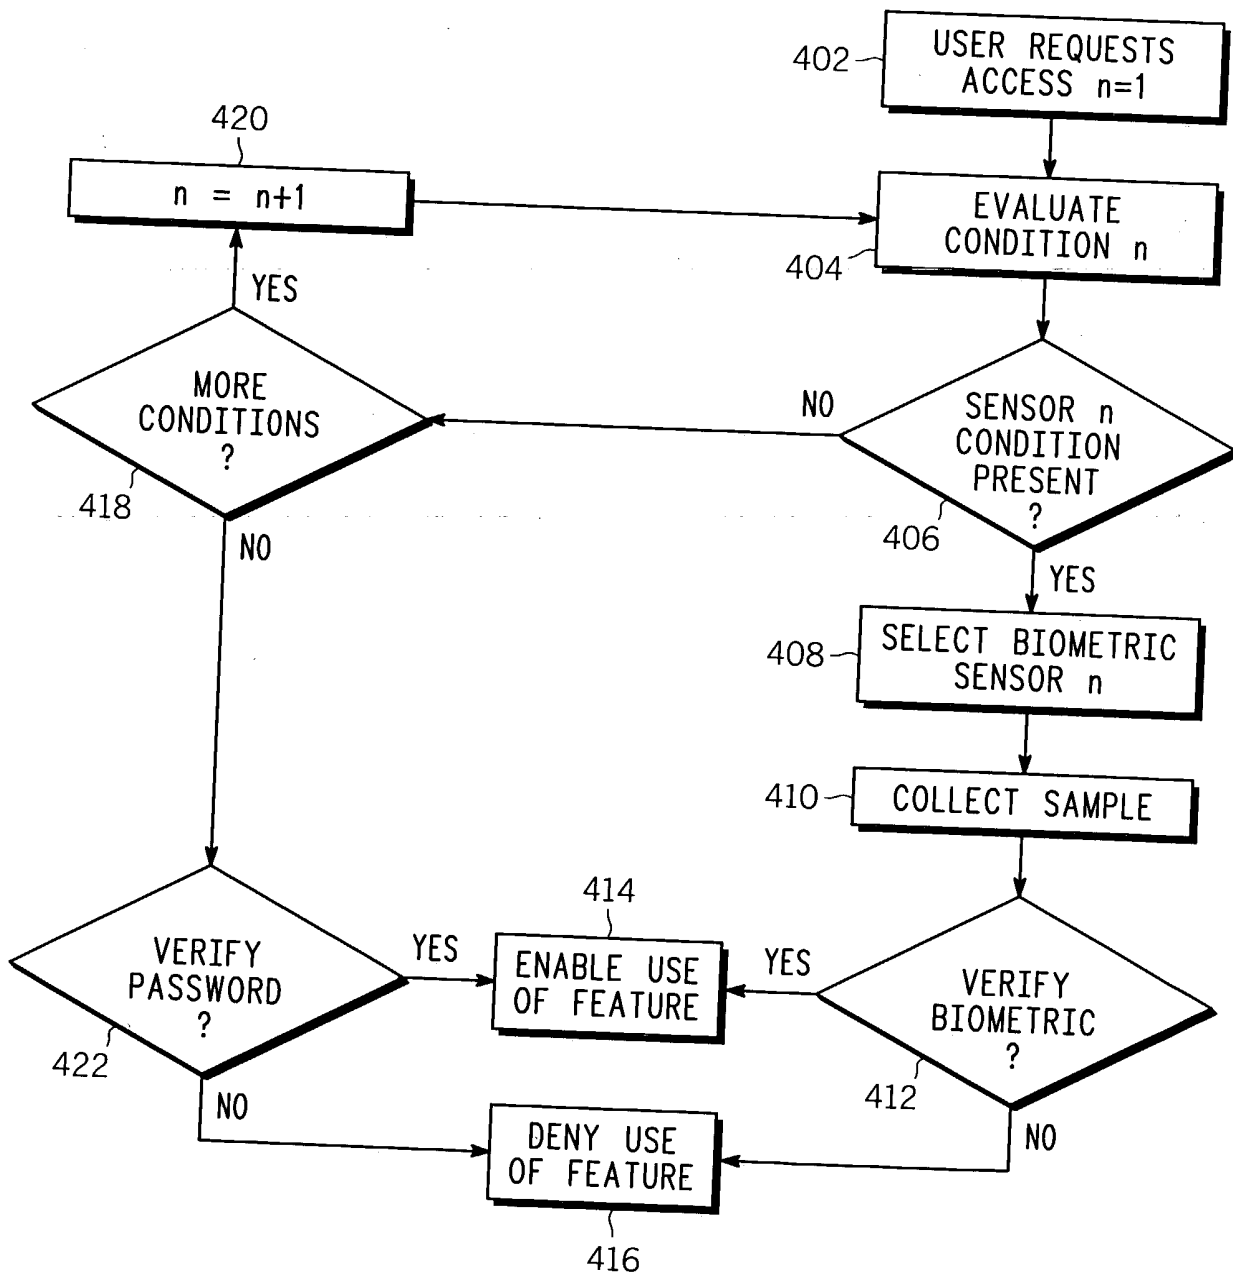 402
USER REQUESTS
ACCESS n=1
420
n = n+1
EVALUATE
CONDITION n
404
YES
MORE
CONDITIONS
?
418
NO
NO
SENSOR n
CONDITION
PRESENT
?
406
YES
408
SELECT BIOMETRIC
SENSOR n
410
COLLECT SAMPLE
414
VERIFY
PASSWORD
?
422
YES
ENABLE USE
OF FEATURE
YES
VERIFY
BIOMETRIC
?
412
NO
DENY USE
OF FEATURE
NO
416